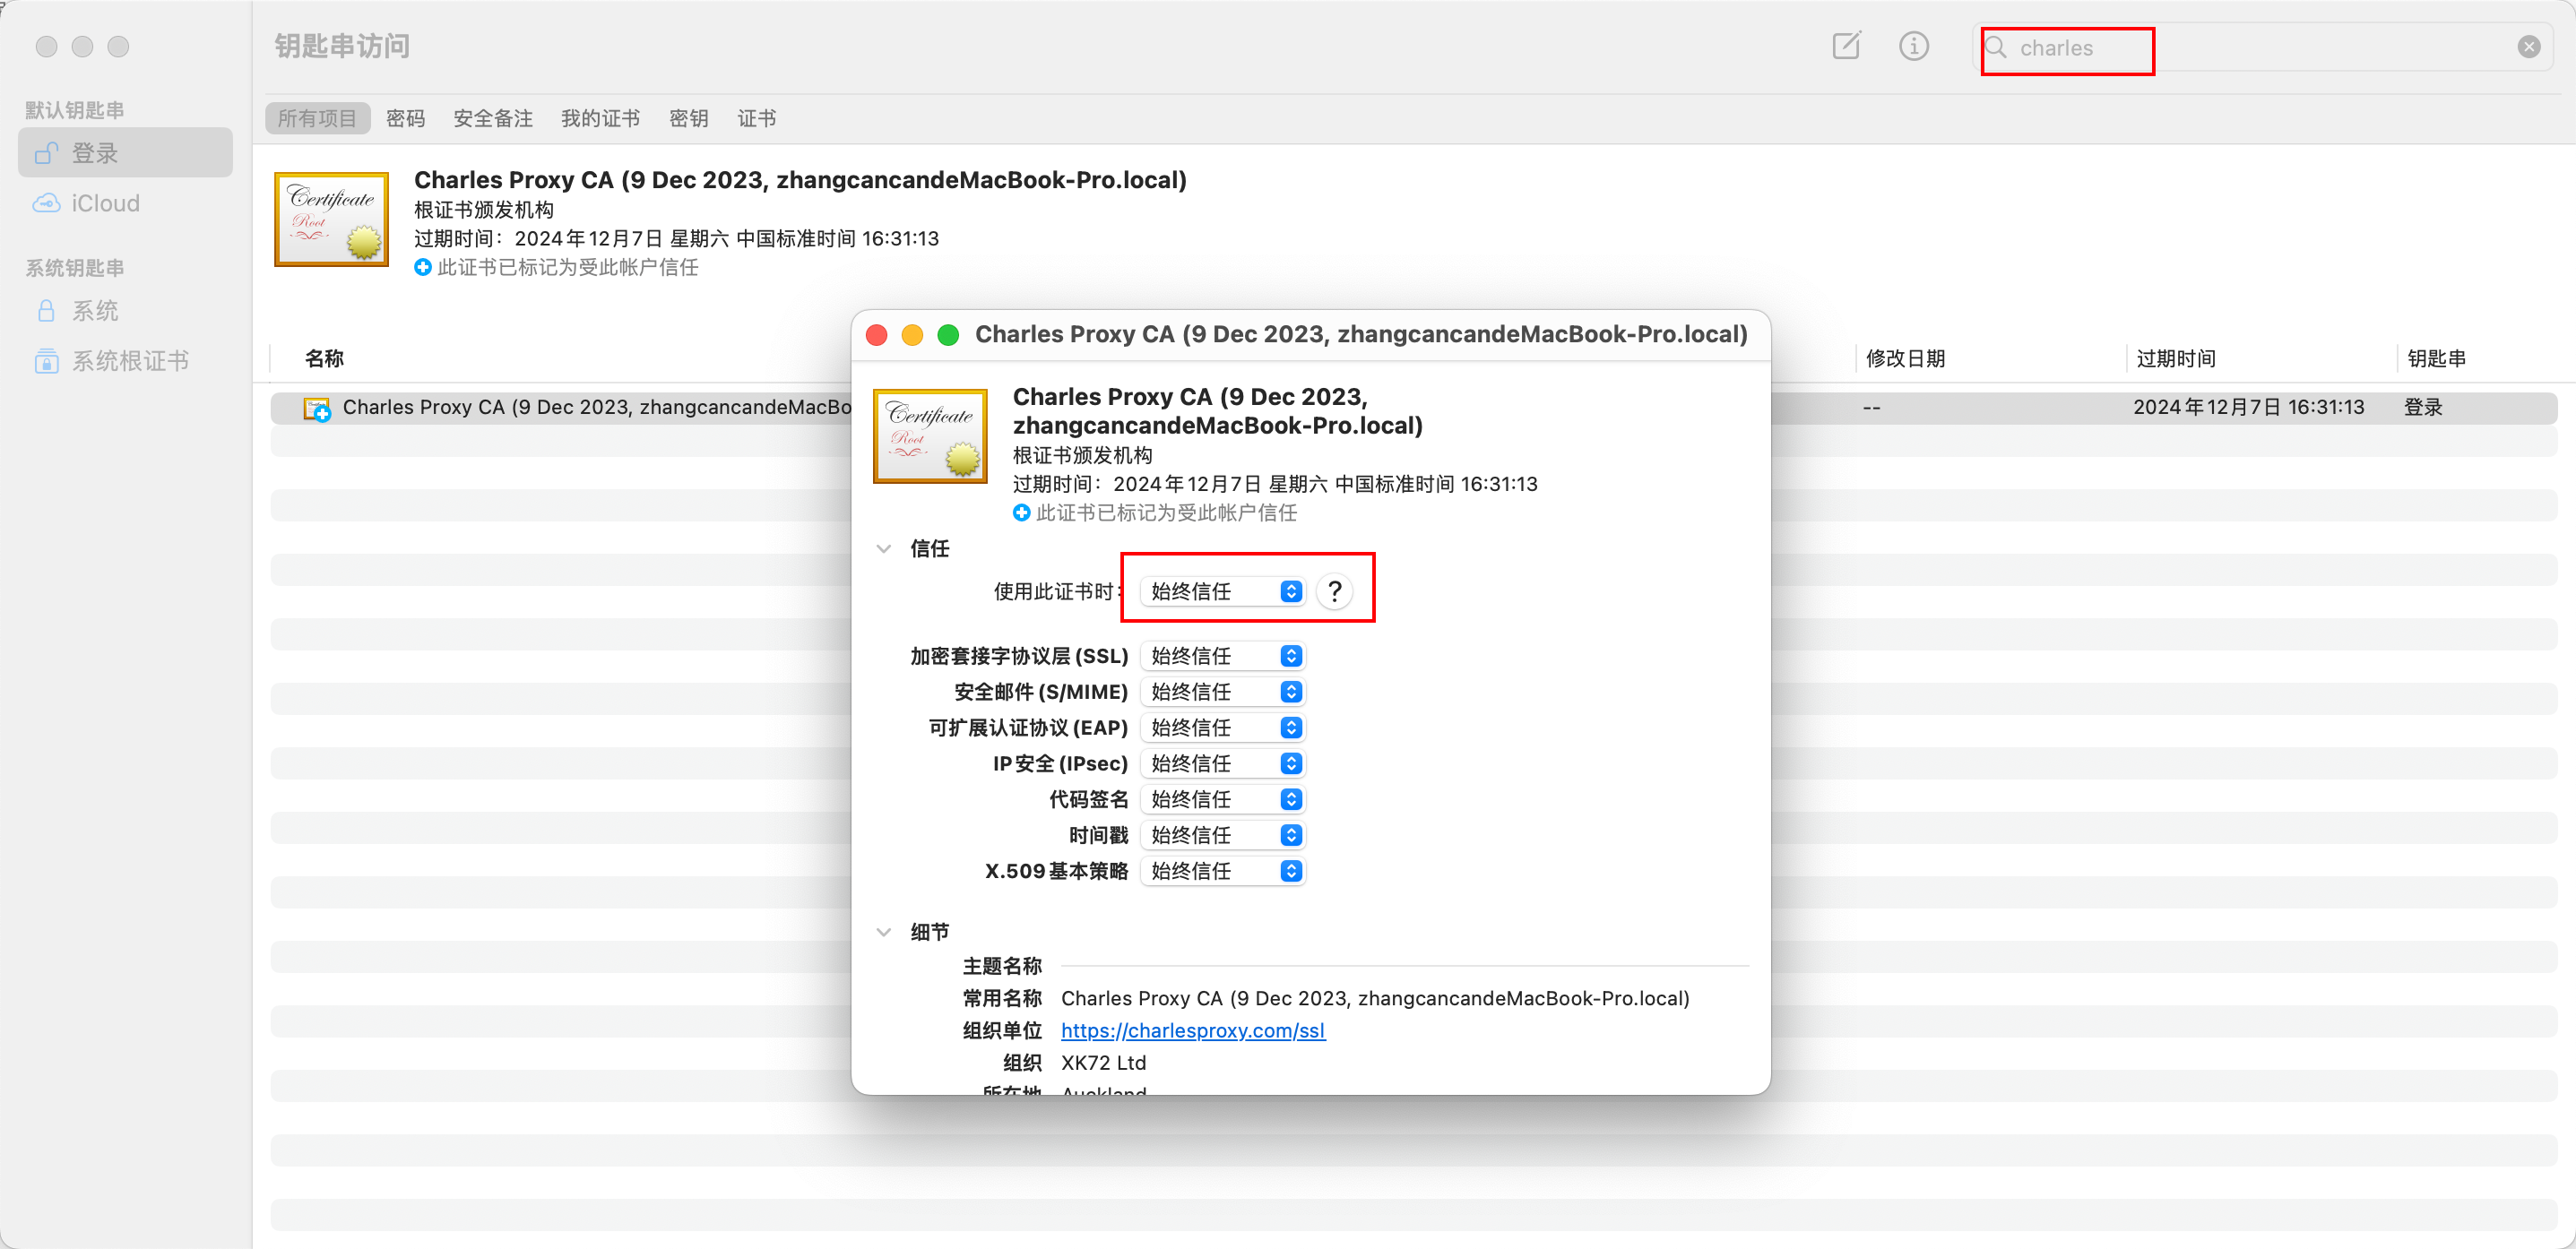 钥匙串访问
charles
默认钥匙串
登录
iCloud
系统钥匙串
系统
系统根证书
所有项目 密码 安全备注 我的证书 密钥 证书
Certificate
Root
Charles Proxy CA (9 Dec 2023, zhangcancandeMacBook-Pro.local)
根证书颁发机构
过期时间：2024年12月7日 星期六 中国标准时间 16:31:13
此证书已标记为受此帐户信任
名称 修改日期 过期时间 钥匙串
Charles Proxy CA (9 Dec 2023, zhangcancandeMacBo -- 2024年12月7日 16:31:13 登录
Charles Proxy CA (9 Dec 2023, zhangcancandeMacBook-Pro.local)
Certificate
Root
Charles Proxy CA (9 Dec 2023,
zhangcancandeMacBook-Pro.local)
根证书颁发机构
过期时间：2024年12月7日 星期六 中国标准时间 16:31:13
此证书已标记为受此帐户信任
信任
使用此证书时： 始终信任 ?
加密套接字协议层 (SSL) 始终信任
安全邮件 (S/MIME) 始终信任
可扩展认证协议 (EAP) 始终信任
IP 安全 (IPsec) 始终信任
代码签名 始终信任
时间戳 始终信任
X.509 基本策略 始终信任
细节
主题名称
常用名称 Charles Proxy CA (9 Dec 2023, zhangcancandeMacBook-Pro.local)
组织单位 https://charlesproxy.com/ssl
组织 XK72 Ltd
所在地 Auckland